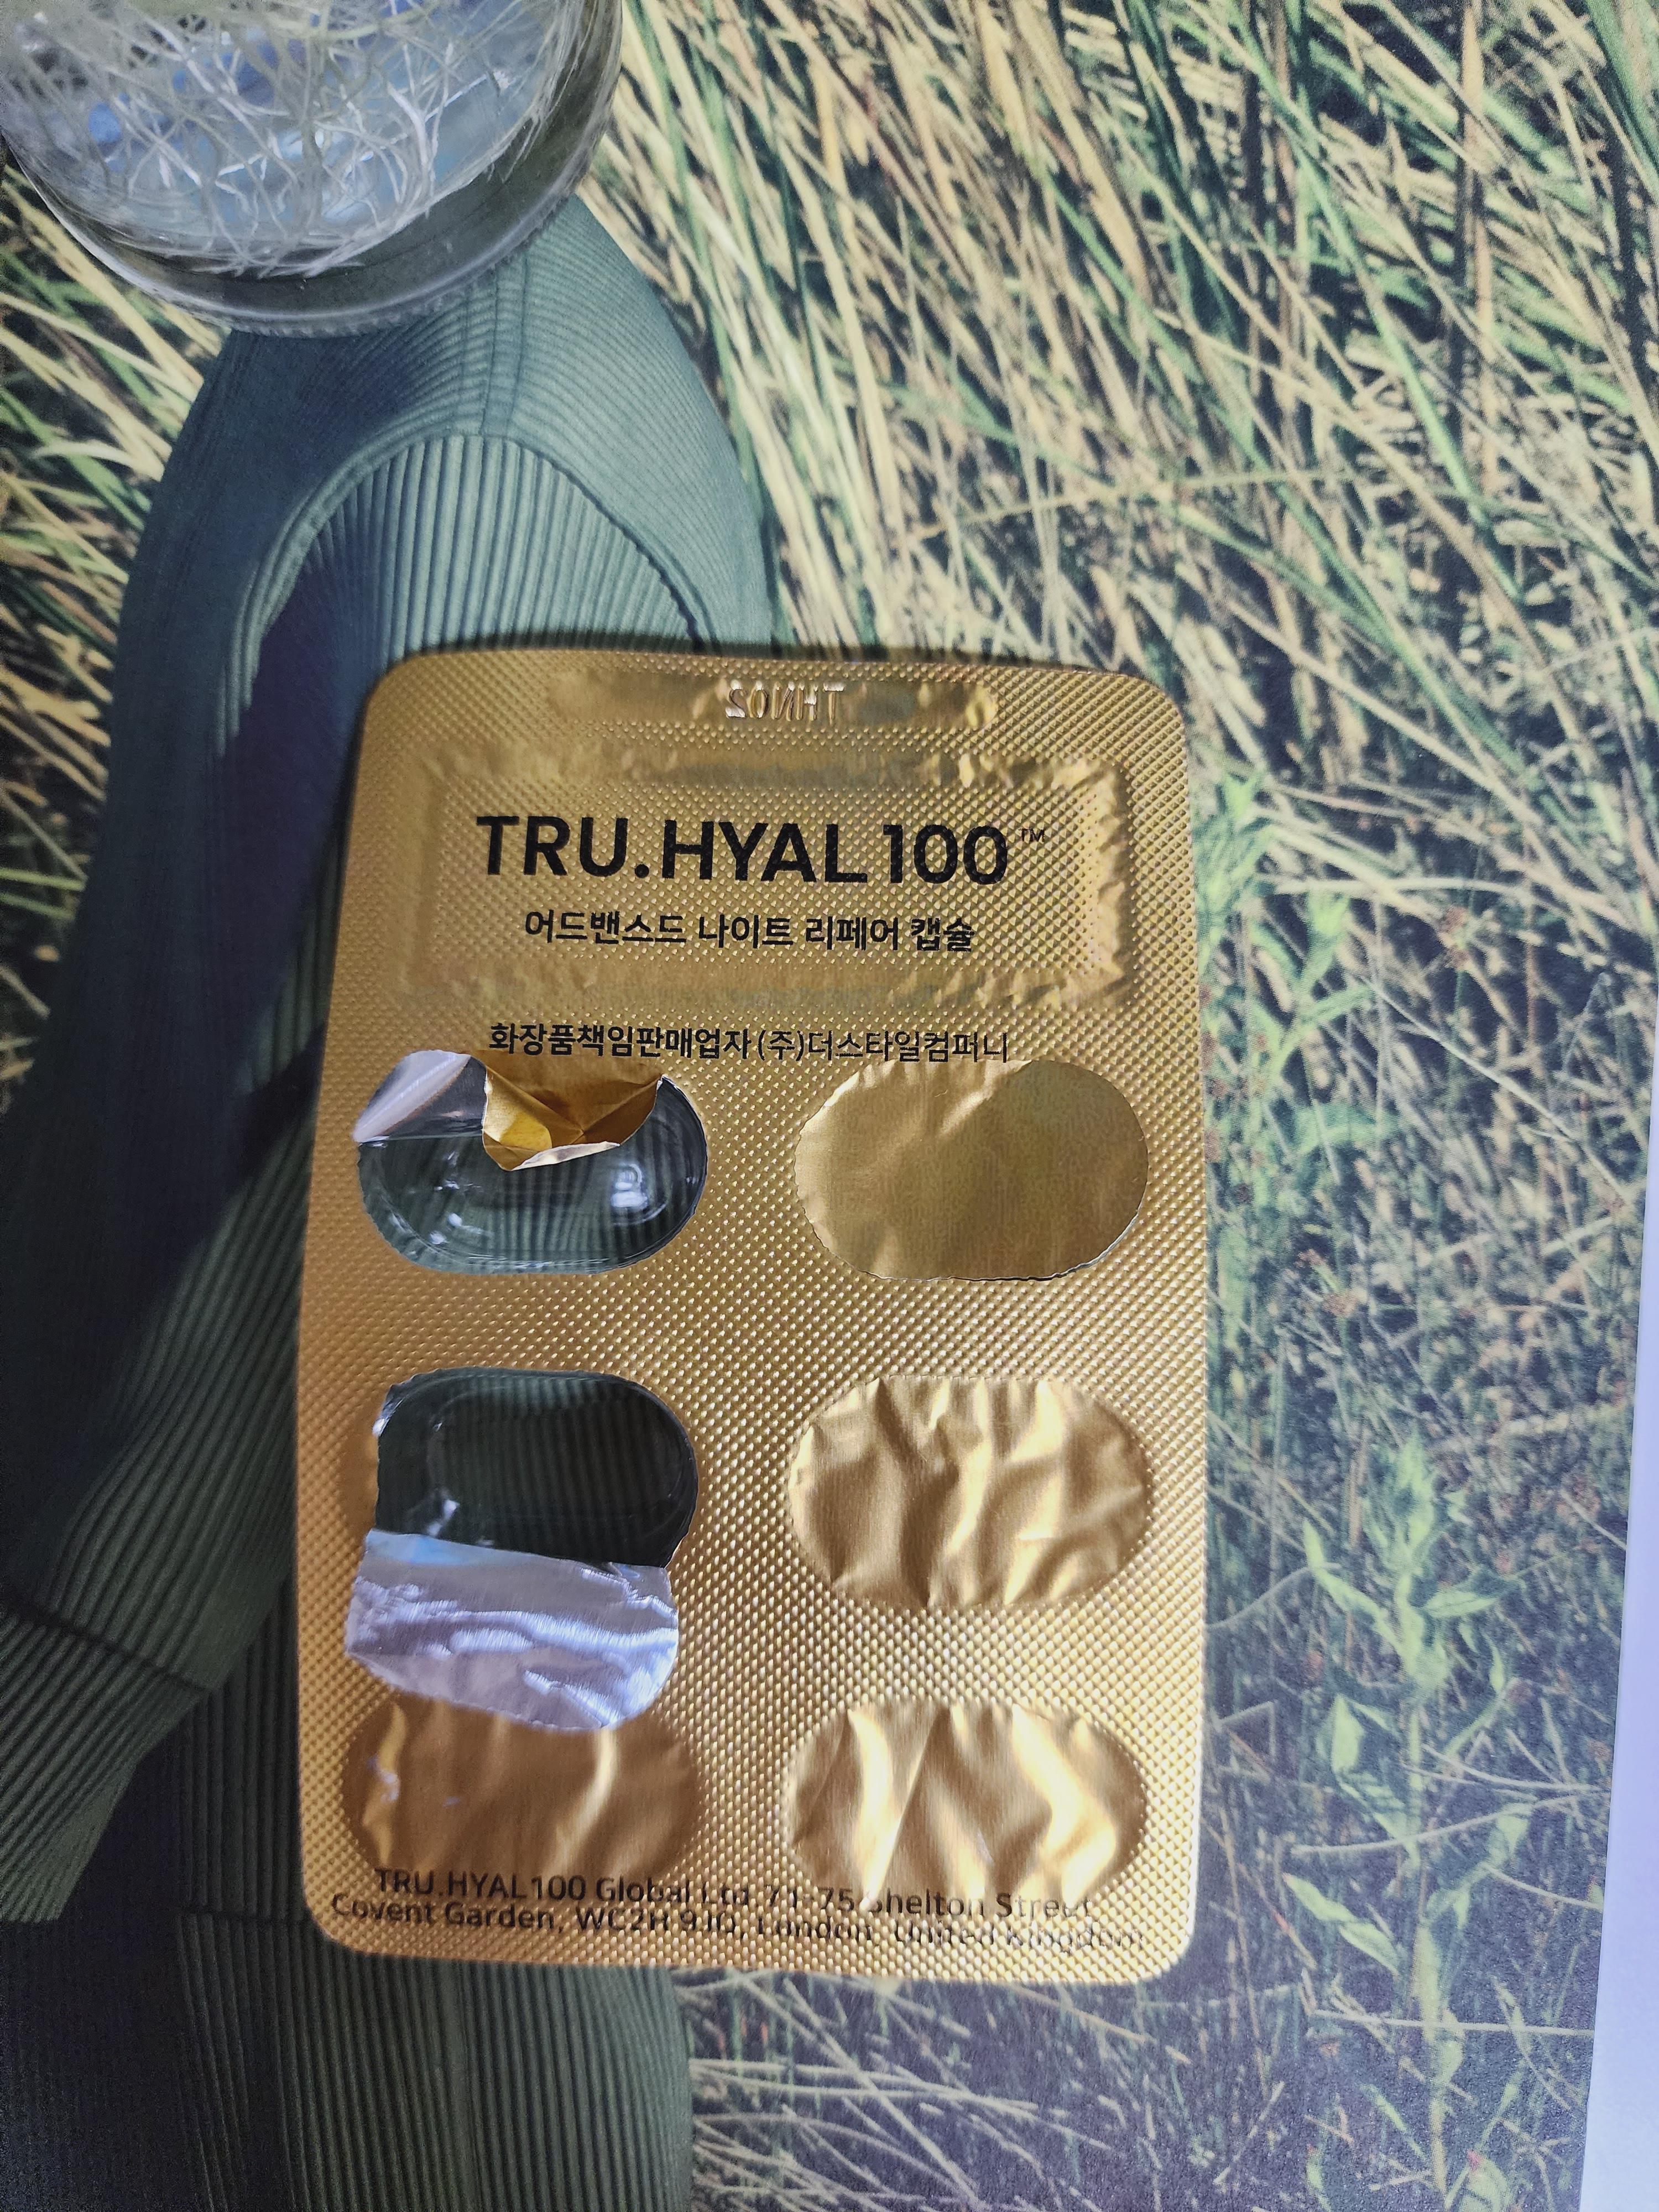 THN02
TRU.HYAL100™
어드밴스드 나이트 리페어 캡슐
화장품책임판매업자 (주)더스타일컴퍼니
TRU.HYAL100 Global Ltd. 71-75 Shelton Street
Covent Garden, WC2H 9JQ, London, United Kingdom